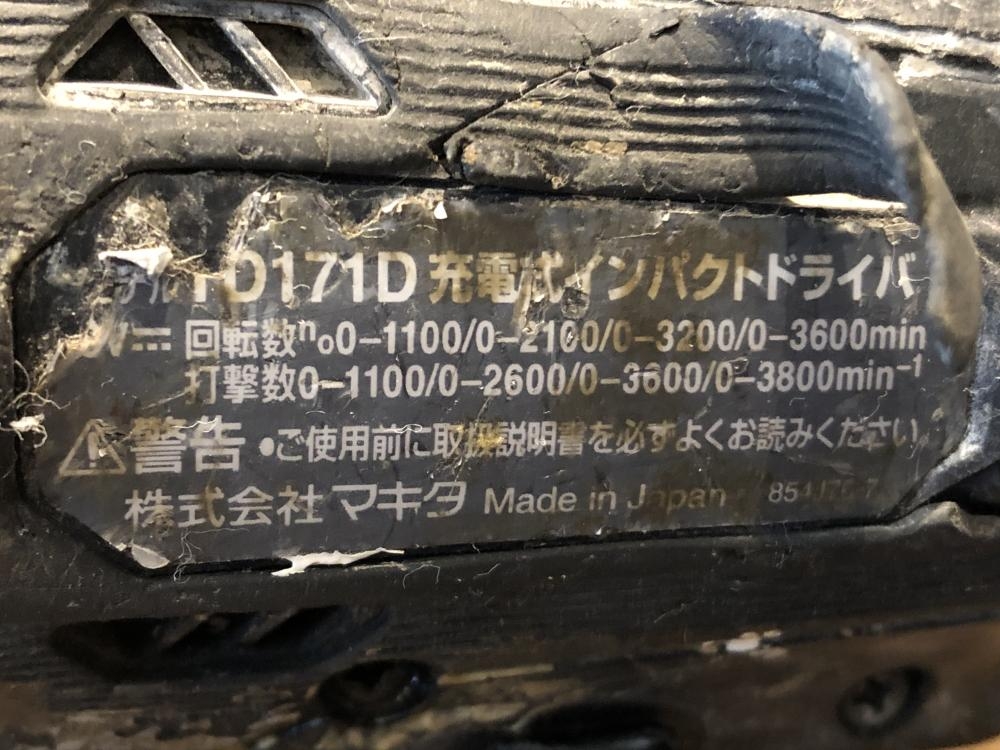 TD171D 充電式インパクトドライバ
V⎓ 回転数n₀0-1100/0-2100/0-3200/0-3600min
打撃数0-1100/0-2600/0-3600/0-3800min⁻¹
⚠警告 •ご使用前に取扱説明書を必ずよくお読みください
株式会社 マキタ Made in Japan